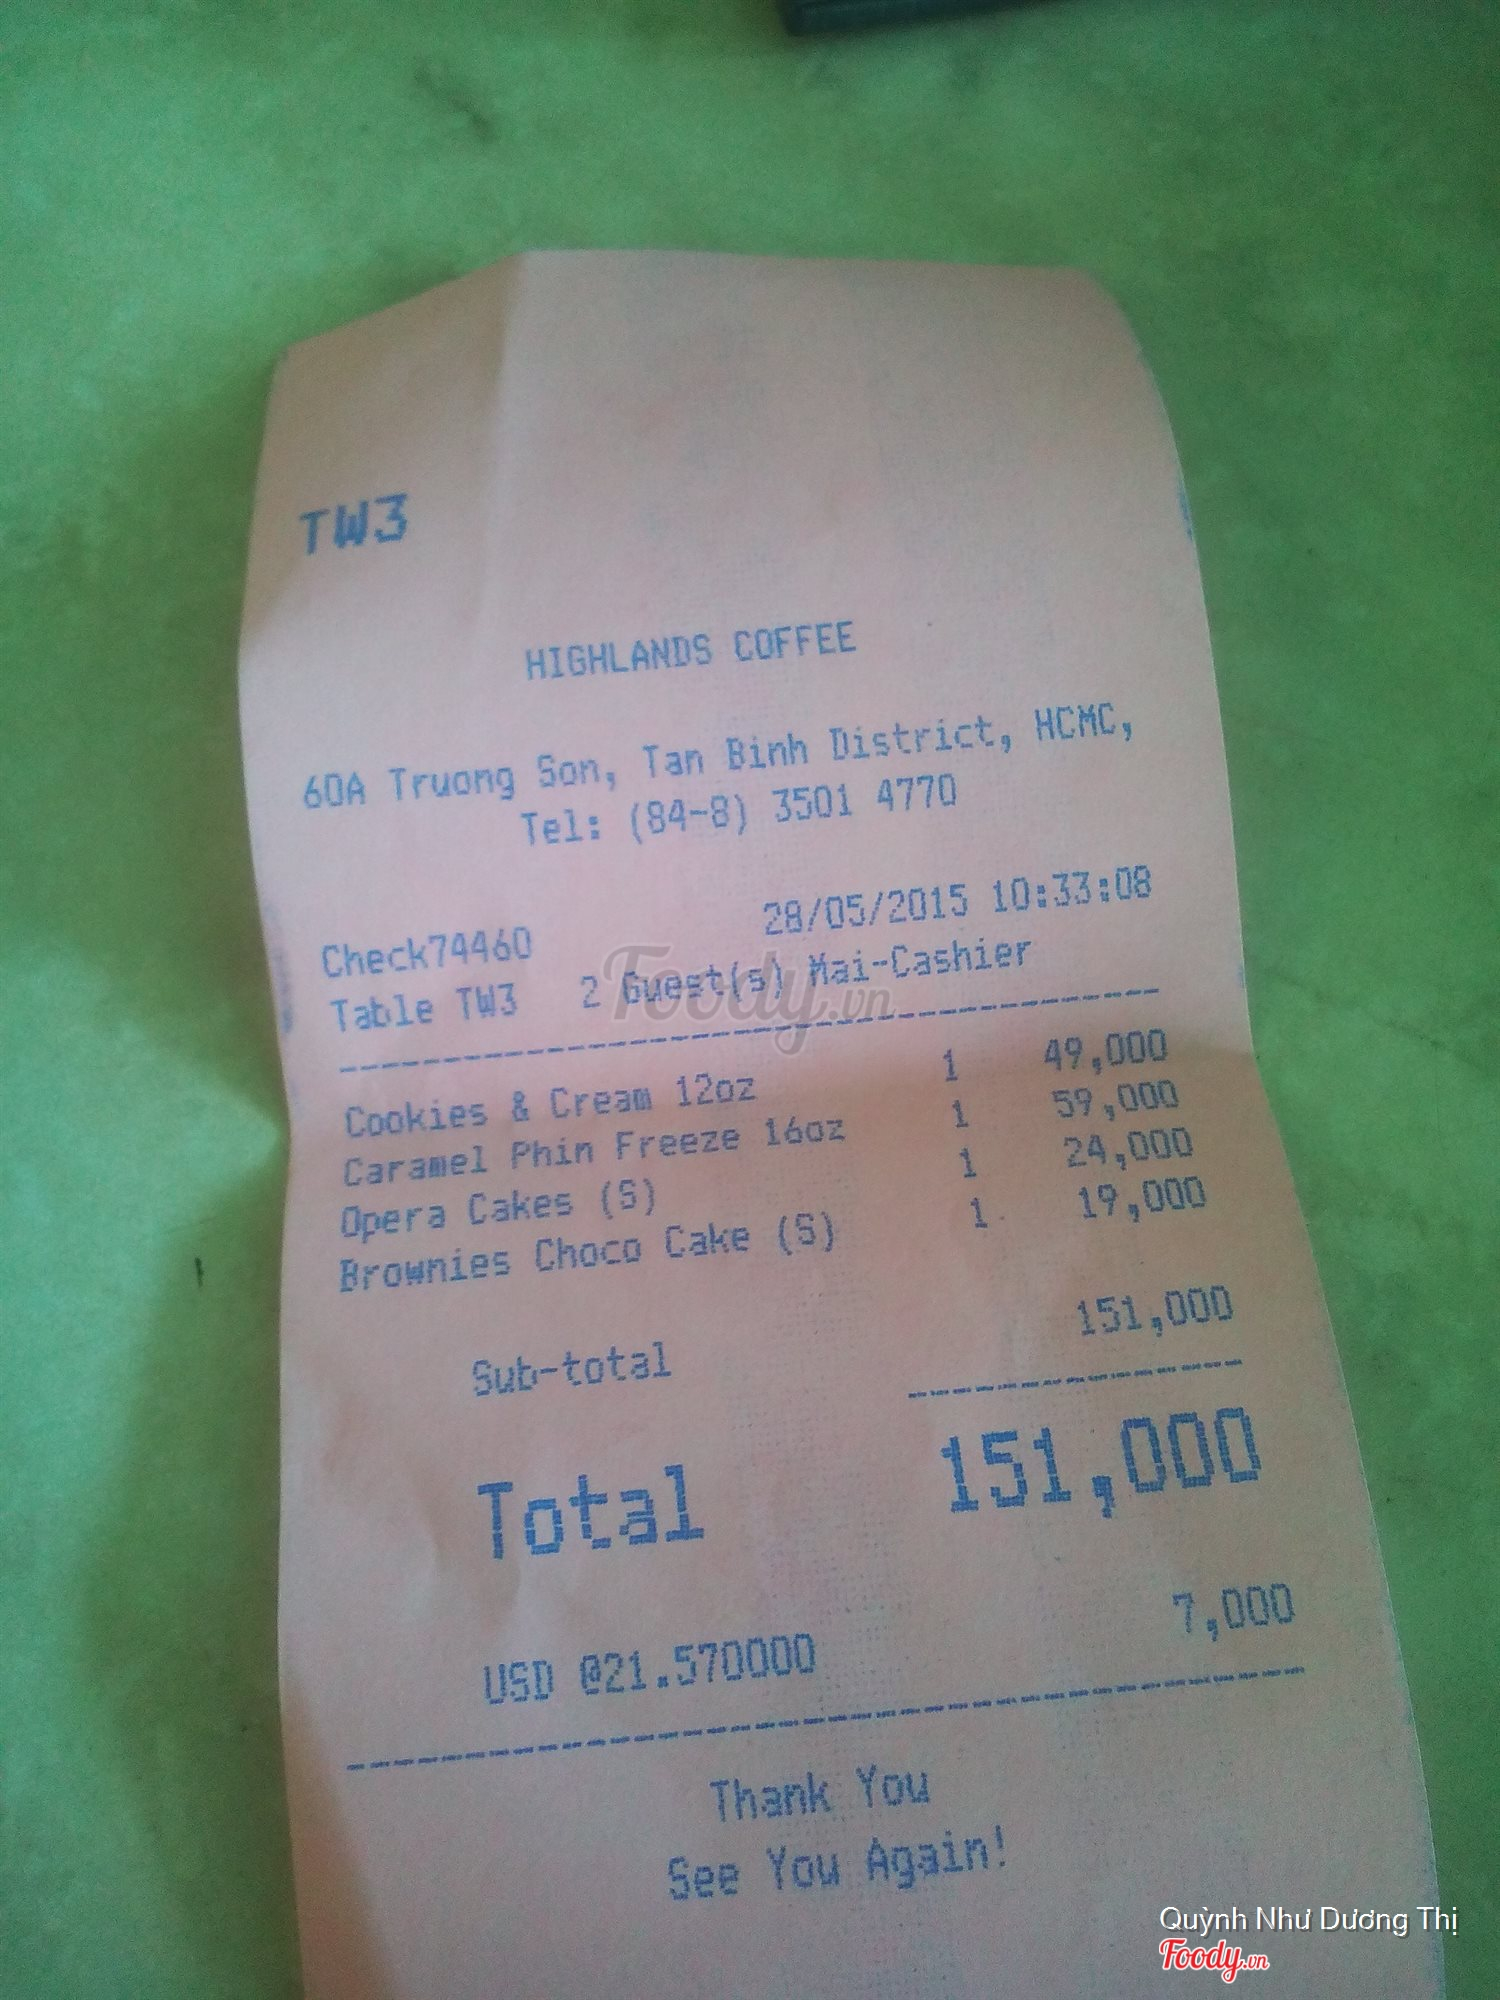 TW3
HIGHLANDS COFFEE
60A Truong Son, Tan Binh District, HCMC,
Tel: (84-8) 3501 4770
Check74460 28/05/2015 10:33:08
Table TW3 2 Guest(s) Mai-Cashier
Cookies & Cream 12oz 1 49,000
Caramel Phin Freeze 16oz 1 59,000
Opera Cakes (S) 1 24,000
Brownies Choco Cake (S) 1 19,000
Sub-total 151,000
Total 151,000
USD @21.570000 7,000
Thank You
See You Again!
Foody.vn
Quỳnh Như Dương Thị
Foody.vn